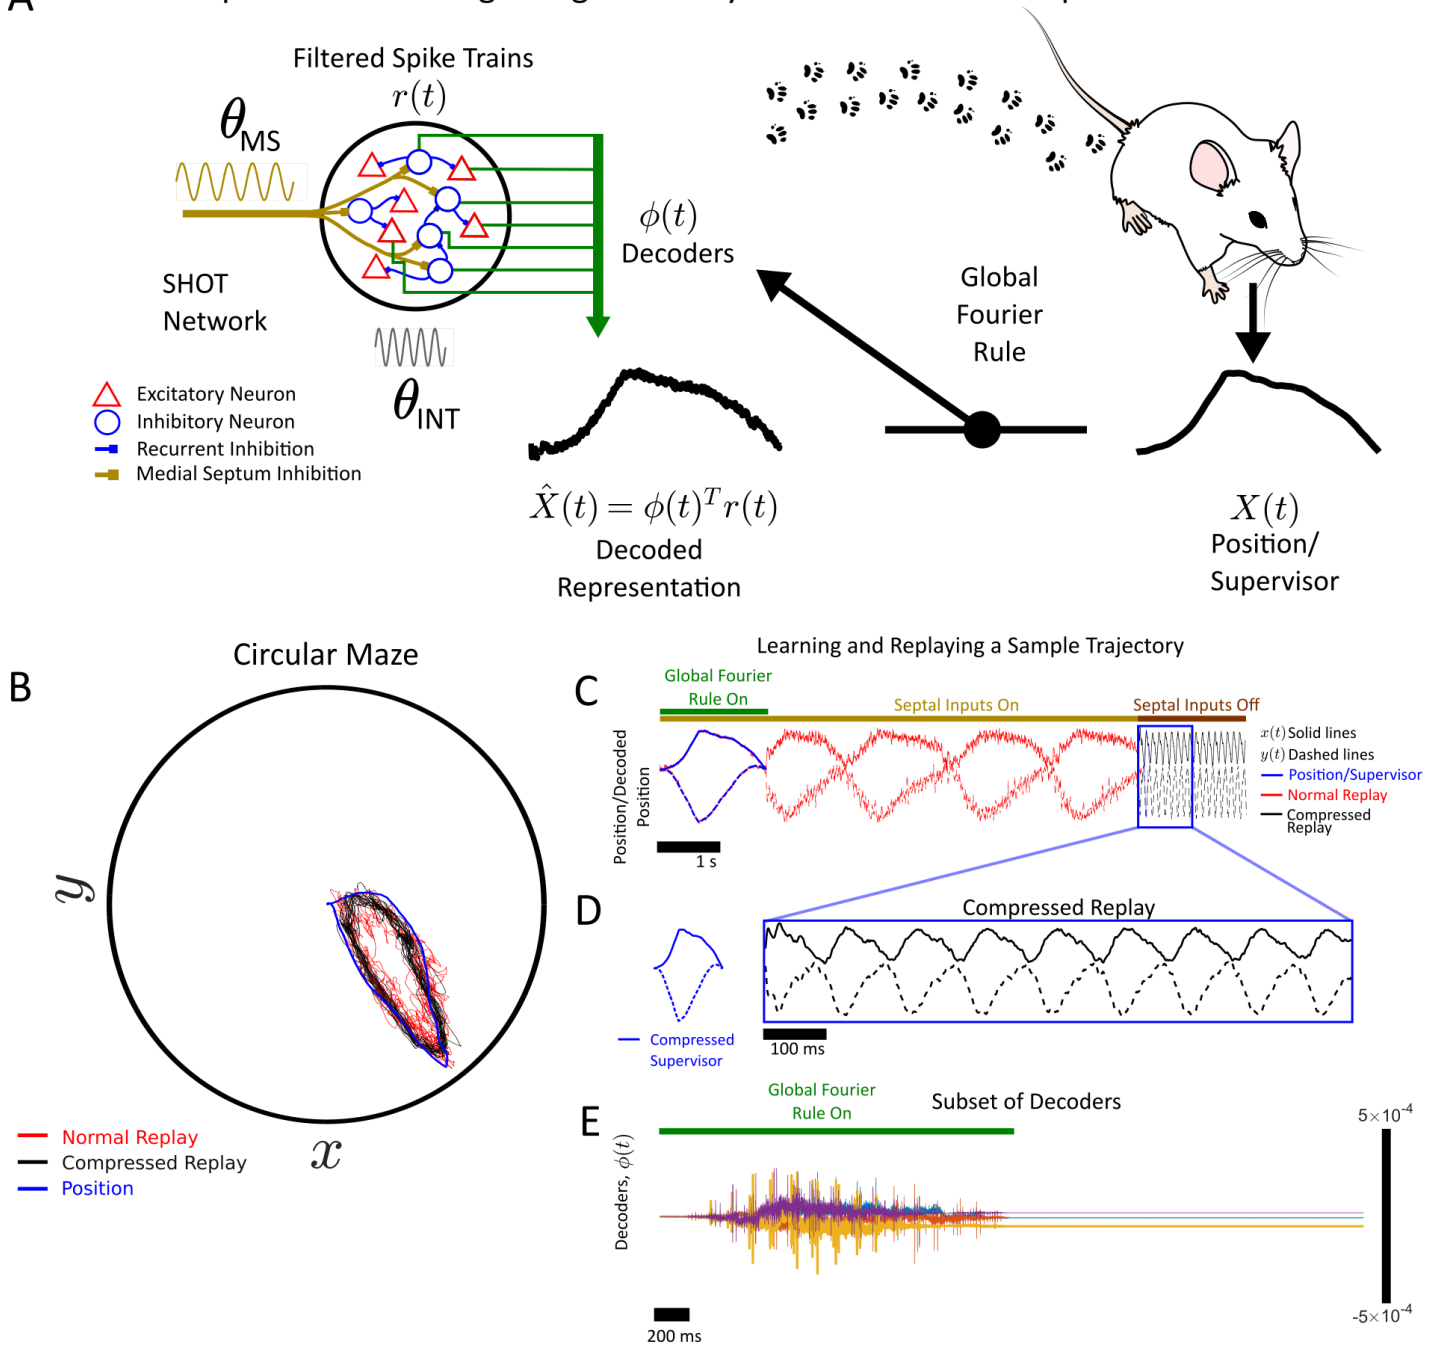 A
Filtered Spike Trains
r(t)
θMS
SHOT
Network
θINT
Excitatory Neuron
Inhibitory Neuron
Recurrent Inhibition
Medial Septum Inhibition
ϕ(t)
Decoders
Global
Fourier
Rule
X̂(t) = ϕ(t)ᵀr(t)
Decoded
Representation
X(t)
Position/
Supervisor
B
Circular Maze
y
x
Normal Replay
Compressed Replay
Position
Learning and Replaying a Sample Trajectory
C
Global Fourier
Rule On
Septal Inputs On
Septal Inputs Off
Position/Decoded
Position
1 s
x(t) Solid lines
y(t) Dashed lines
Position/Supervisor
Normal Replay
Compressed
Replay
D
Compressed Replay
Compressed
Supervisor
100 ms
E
Global Fourier
Rule On
Subset of Decoders
Decoders, ϕ(t)
5×10⁻⁴
-5×10⁻⁴
200 ms